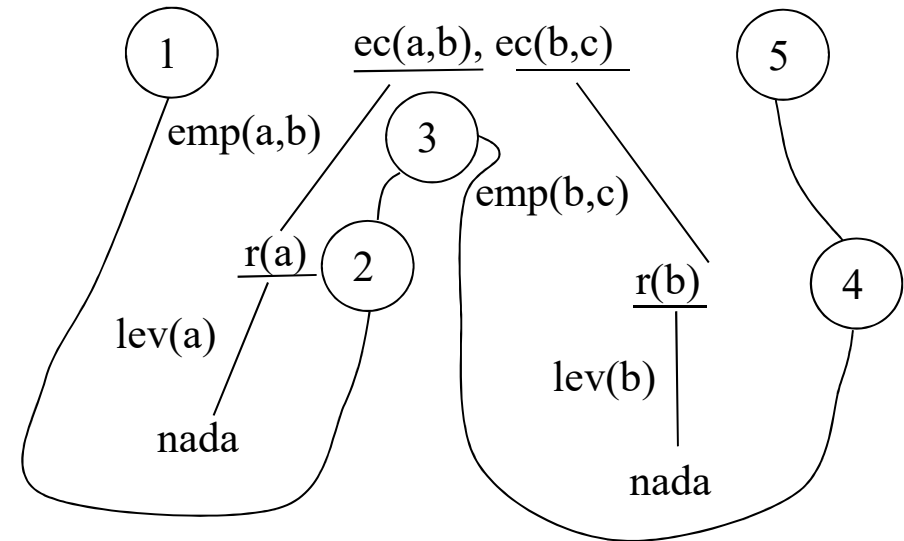 1
ec(a,b), ec(b,c)
5
emp(a,b)
3
emp(b,c)
r(a)
2
r(b)
4
lev(a)
lev(b)
nada
nada